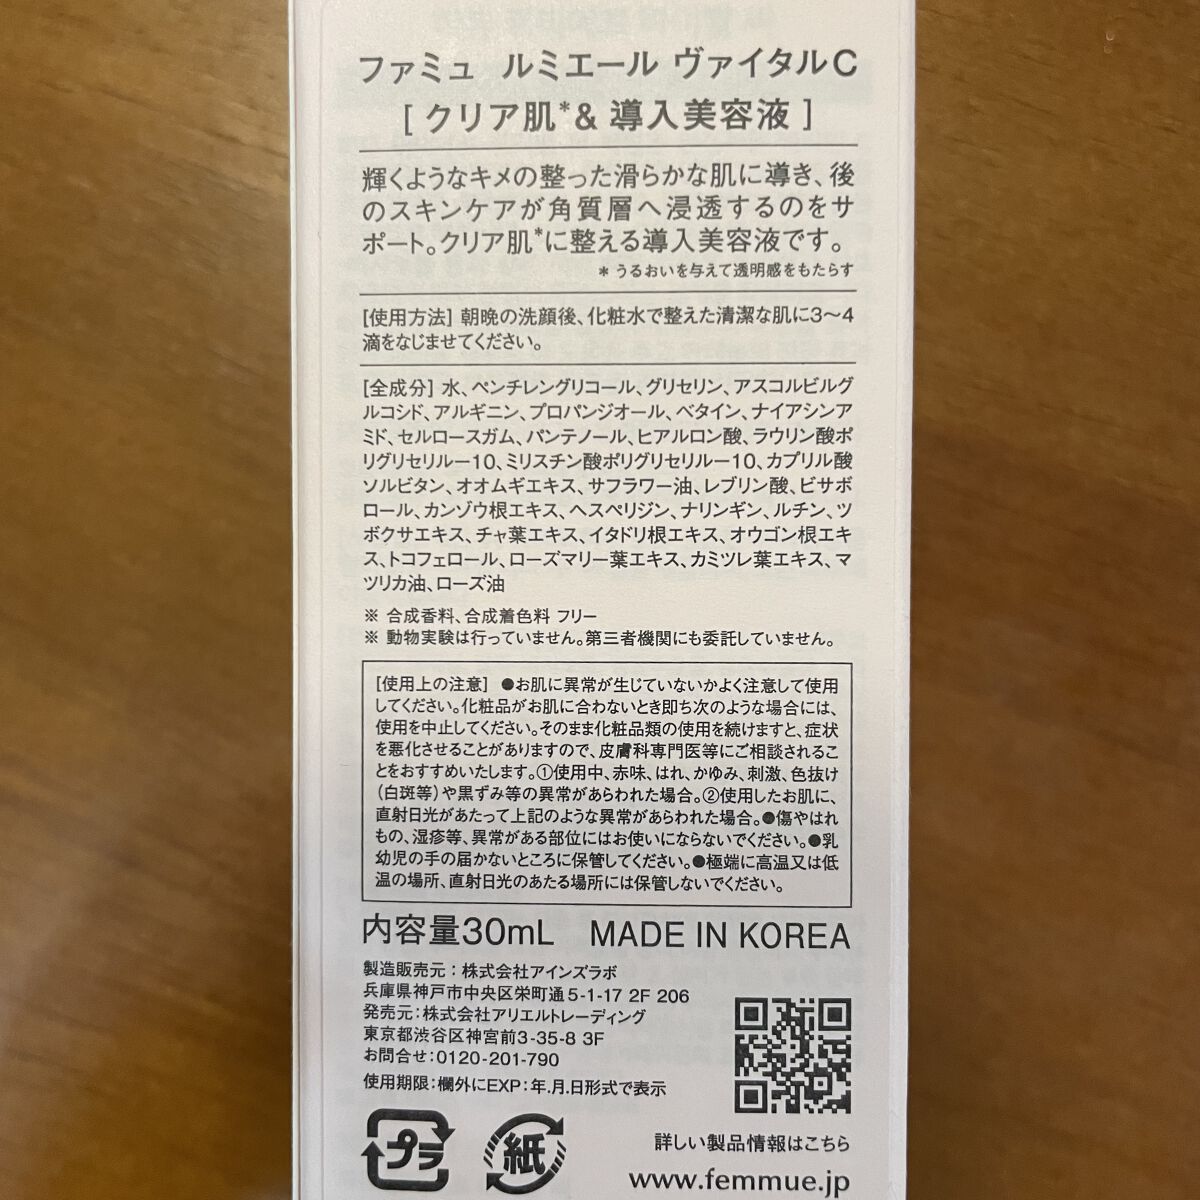 ファミュ ルミエール ヴァイタルC
[ クリア肌*& 導入美容液 ]
輝くようなキメの整った滑らかな肌に導き、後
のスキンケアが角質層へ浸透するのをサ
ポート。クリア肌*に整える導入美容液です。
* うるおいを与えて透明感をもたらす
[使用方法] 朝晩の洗顔後、化粧水で整えた清潔な肌に3〜4
滴をなじませてください。
[全成分] 水、ペンチレングリコール、グリセリン、アスコルビルグ
ルコシド、アルギニン、プロパンジオール、ベタイン、ナイアシンア
ミド、セルロースガム、パンテノール、ヒアルロン酸、ラウリン酸ポ
リグリセリル−10、ミリスチン酸ポリグリセリル−10、カプリル酸
ソルビタン、オオムギエキス、サフラワー油、レブリン酸、ビサボ
ロール、カンゾウ根エキス、ヘスペリジン、ナリンギン、ルチン、ツ
ボクサエキス、チャ葉エキス、イタドリ根エキス、オウゴン根エキ
ス、トコフェロール、ローズマリー葉エキス、カミツレ葉エキス、マ
ツリカ油、ローズ油
※ 合成香料、合成着色料 フリー
※ 動物実験は行っていません。第三者機関にも委託していません。
[使用上の注意] ●お肌に異常が生じていないかよく注意して使用
してください。化粧品がお肌に合わないとき即ち次のような場合には、
使用を中止してください。そのまま化粧品類の使用を続けますと、症状
を悪化させることがありますので、皮膚科専門医等にご相談されるこ
とをおすすめいたします。①使用中、赤味、はれ、かゆみ、刺激、色抜け
(白斑等)や黒ずみ等の異常があらわれた場合。②使用したお肌に、
直射日光があたって上記のような異常があらわれた場合。●傷やはれ
もの、湿疹等、異常がある部位にはお使いにならないでください。●乳
幼児の手の届かないところに保管してください。●極端に高温又は低
温の場所、直射日光のあたる場所には保管しないでください。
内容量30mL MADE IN KOREA
製造販売元：株式会社アインズラボ
兵庫県神戸市中央区栄町通5-1-17 2F 206
発売元：株式会社アリエルトレーディング
東京都渋谷区神宮前3-35-8 3F
お問合せ：0120-201-790
使用期限：欄外にEXP：年.月.日形式で表示
プラ
紙
詳しい製品情報はこちら
www.femmue.jp